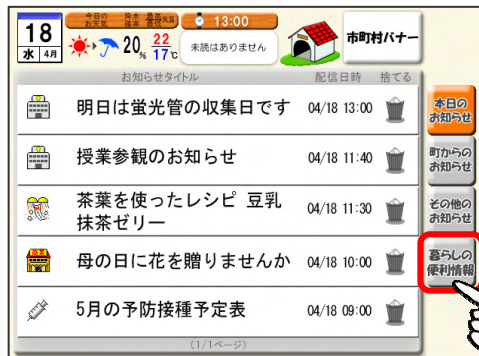 18
水 4月
今日の
お天気
降水
確率
最高
最低
気温
20%
22
17℃
13:00
未読はありません
市町村バナー
お知らせタイトル 配信日時 捨てる
明日は蛍光管の収集日です 04/18 13:00
授業参観のお知らせ 04/18 11:40
茶葉を使ったレシピ 豆乳
抹茶ゼリー 04/18 11:30
母の日に花を贈りませんか 04/18 10:00
5月の予防接種予定表 04/18 09:00
(1/1ページ)
本日の
お知らせ
町からの
お知らせ
その他の
お知らせ
暮らしの
便利情報